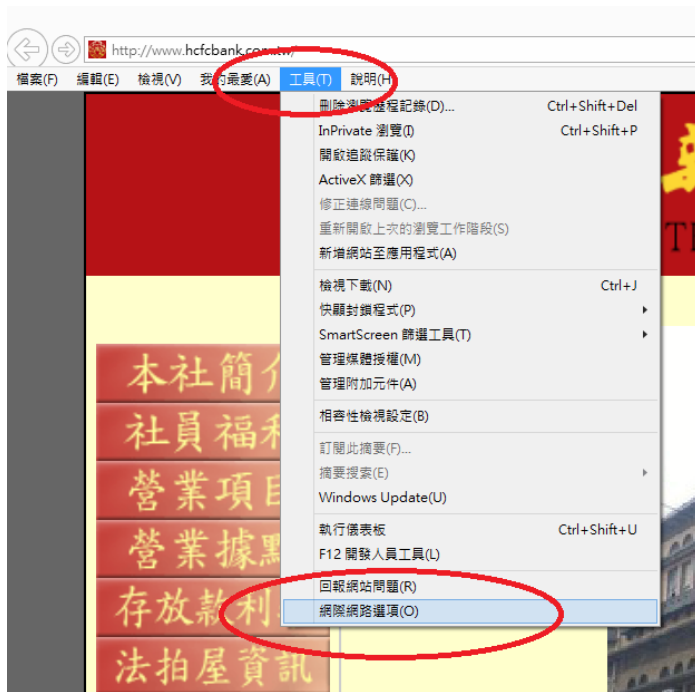 http://www.hcfcbank.com.tw/
檔案(F) 編輯(E) 檢視(V) 我的最愛(A) 工具(T) 說明(H)
刪除瀏覽歷程記錄(D)... Ctrl+Shift+Del
InPrivate 瀏覽(I) Ctrl+Shift+P
開啟追蹤保護(K)
ActiveX 篩選(X)
修正連線問題(C)...
重新開啟上次的瀏覽工作階段(S)
新增網站至應用程式(A)
檢視下載(N) Ctrl+J
快顯封鎖程式(P)
SmartScreen 篩選工具(T)
管理媒體授權(M)
管理附加元件(A)
相容性檢視設定(B)
訂閱此摘要(F)...
摘要搜索(E)
Windows Update(U)
執行儀表板 Ctrl+Shift+U
F12 開發人員工具(L)
回報網站問題(R)
網際網路選項(O)
本社簡介
社員福利
營業項目
營業據點
存放款利
法拍屋資訊